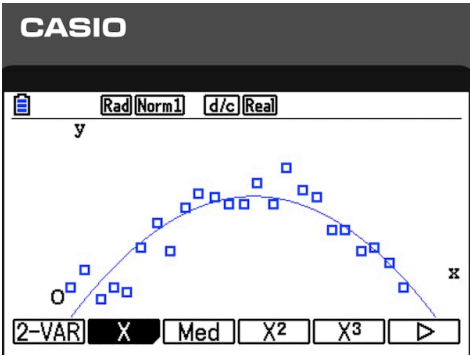 CASIO
Rad Norm1 d/c Real
y
x
O
2-VAR X Med X² X³ ▷